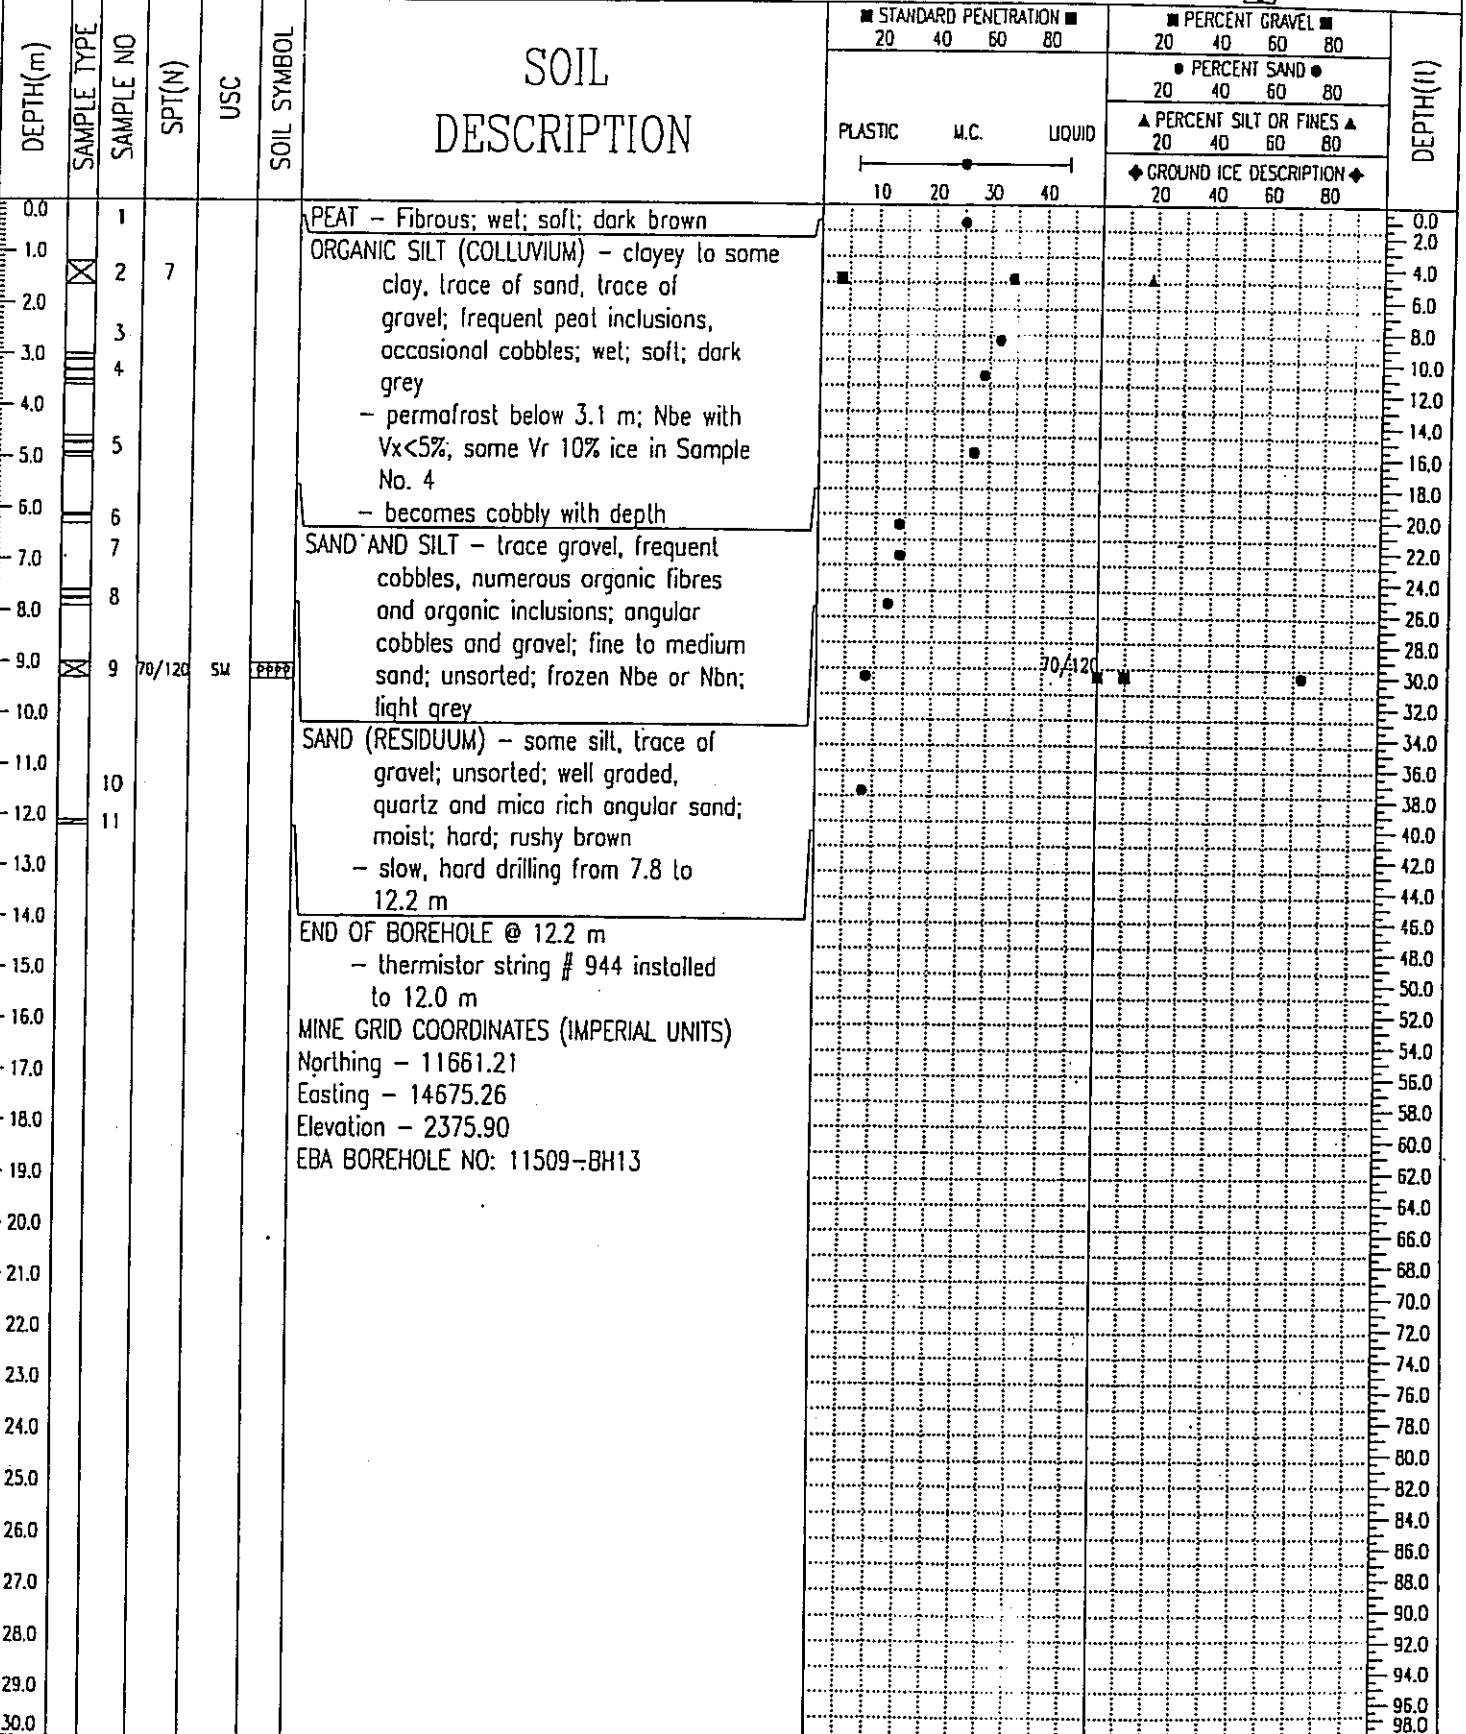 DEPTH(m)
SAMPLE TYPE
SAMPLE NO
SPT(N)
USC
SOIL SYMBOL
SOIL
DESCRIPTION
■ STANDARD PENETRATION ■
20 40 60 80
PLASTIC M.C. LIQUID
10 20 30 40
■ PERCENT GRAVEL ■
20 40 60 80
● PERCENT SAND ●
20 40 60 80
▲ PERCENT SILT OR FINES ▲
20 40 60 80
◆ GROUND ICE DESCRIPTION ◆
20 40 60 80
DEPTH(ft)
0.0
1.0
2.0
3.0
4.0
5.0
6.0
7.0
8.0
9.0
10.0
11.0
12.0
13.0
14.0
15.0
16.0
17.0
18.0
19.0
20.0
21.0
22.0
23.0
24.0
25.0
26.0
27.0
28.0
29.0
30.0
1
2 7
3
4
5
6
7
8
9 70/120 SM
10
11
PEAT – Fibrous; wet; soft; dark brown
ORGANIC SILT (COLLUVIUM) – clayey to some
clay, trace of sand, trace of
gravel; frequent peat inclusions,
occasional cobbles; wet; soft; dark
grey
– permafrost below 3.1 m; Nbe with
Vx<5%; some Vr 10% ice in Sample
No. 4
– becomes cobbly with depth
SAND AND SILT – trace gravel, frequent
cobbles, numerous organic fibres
and organic inclusions; angular
cobbles and gravel; fine to medium
sand; unsorted; frozen Nbe or Nbn;
light grey
SAND (RESIDUUM) – some silt, trace of
gravel; unsorted; well graded,
quartz and mica rich angular sand;
moist; hard; rushy brown
– slow, hard drilling from 7.8 to
12.2 m
END OF BOREHOLE @ 12.2 m
– thermistor string # 944 installed
to 12.0 m
MINE GRID COORDINATES (IMPERIAL UNITS)
Northing – 11661.21
Easting – 14675.26
Elevation – 2375.90
EBA BOREHOLE NO: 11509-BH13
70/120
0.0
2.0
4.0
6.0
8.0
10.0
12.0
14.0
16.0
18.0
20.0
22.0
24.0
26.0
28.0
30.0
32.0
34.0
36.0
38.0
40.0
42.0
44.0
46.0
48.0
50.0
52.0
54.0
56.0
58.0
60.0
62.0
64.0
66.0
68.0
70.0
72.0
74.0
76.0
78.0
80.0
82.0
84.0
86.0
88.0
90.0
92.0
94.0
96.0
98.0